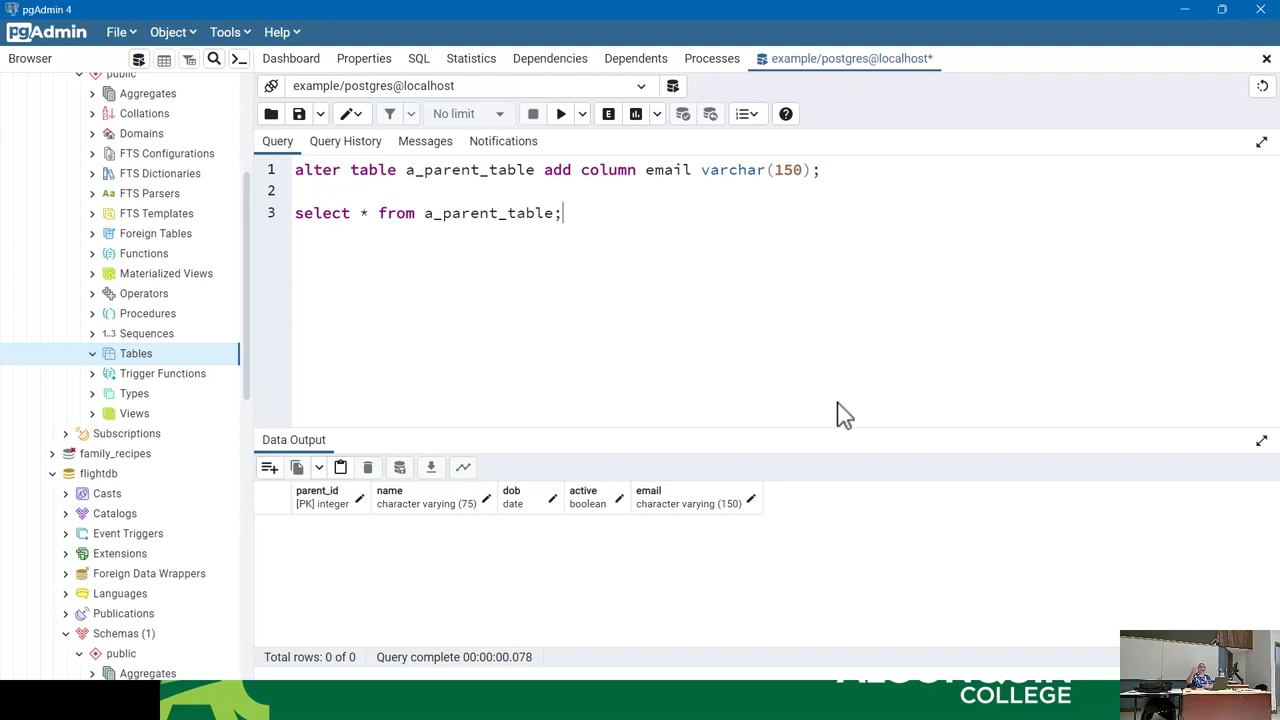 pgAdmin 4
pgAdmin File Object Tools Help
Browser
Dashboard Properties SQL Statistics Dependencies Dependents Processes example/postgres@localhost*
example/postgres@localhost
No limit
E
Query Query History Messages Notifications
1 alter table a_parent_table add column email varchar(150);
2
3 select * from a_parent_table;
public
Aggregates
Collations
Domains
FTS Configurations
FTS Dictionaries
Aa FTS Parsers
FTS Templates
Foreign Tables
Functions
Materialized Views
Operators
Procedures
1..3 Sequences
Tables
Trigger Functions
Types
Views
Subscriptions
family_recipes
flightdb
Casts
Catalogs
Event Triggers
Extensions
Foreign Data Wrappers
Languages
Publications
Schemas (1)
public
Aggregates
Data Output
parent_id name dob active email
[PK] integer character varying (75) date boolean character varying (150)
Total rows: 0 of 0 Query complete 00:00:00.078
ALGONQUIN
COLLEGE